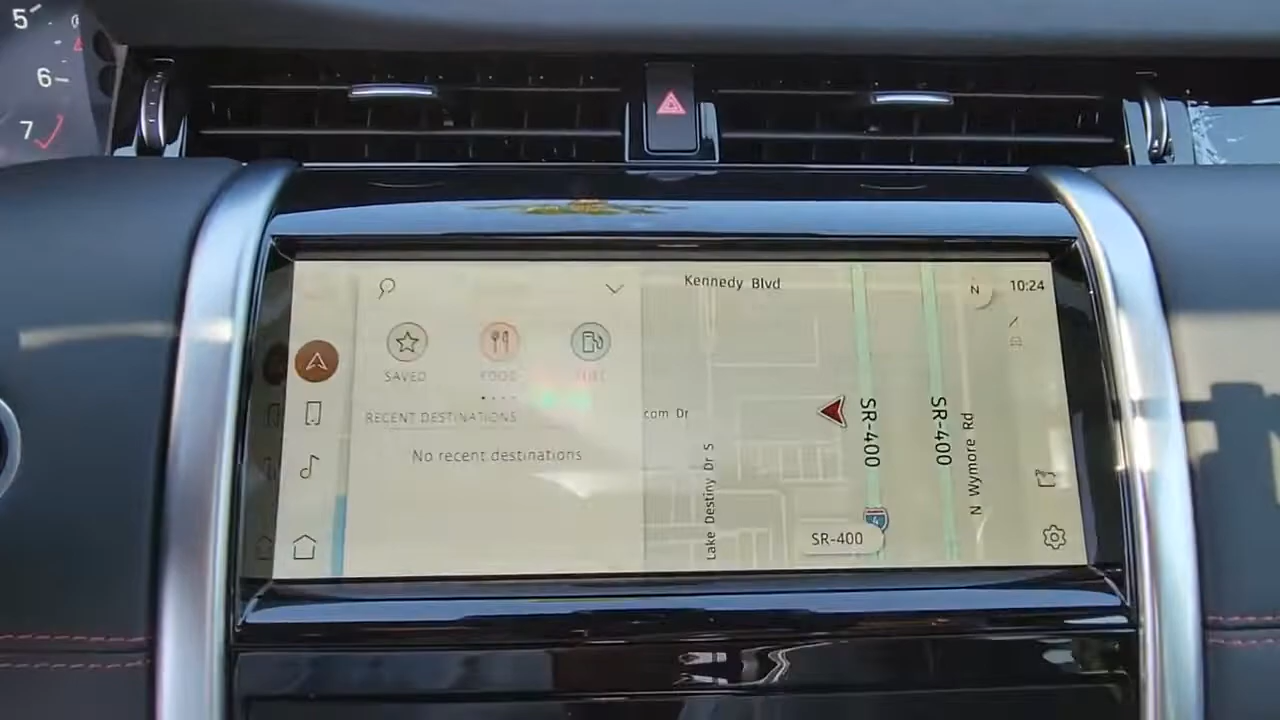 5
6
7
Kennedy Blvd
N
10:24
SAVED
FOOD
FUEL
RECENT DESTINATIONS
No recent destinations
com Dr
Lake Destiny Dr S
SR-400
SR-400
N Wymore Rd
4
SR-400